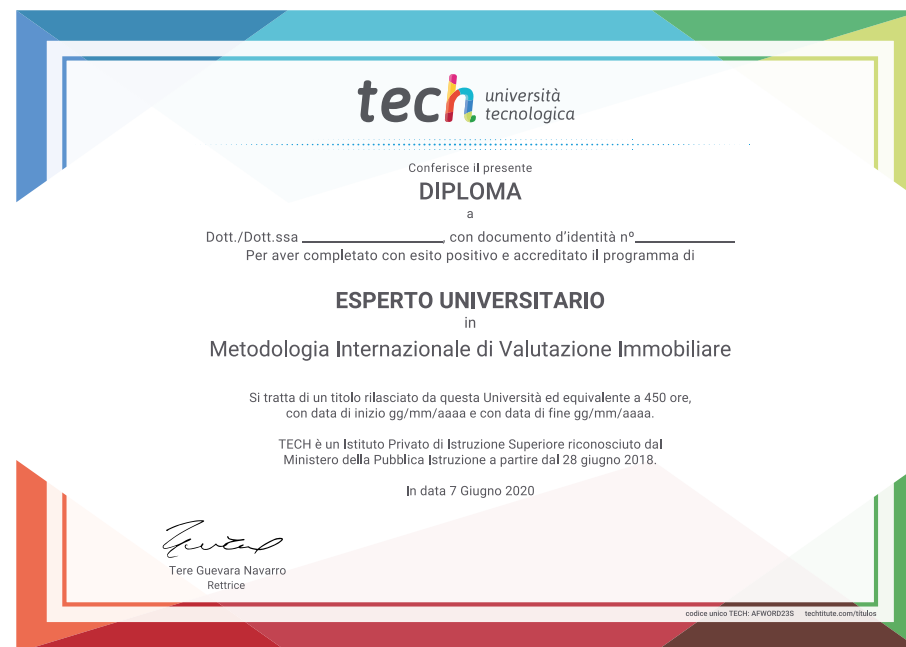 tech università
tecnologica
Conferisce il presente
DIPLOMA
a
Dott./Dott.ssa ____________________, con documento d'identità nº______________
Per aver completato con esito positivo e accreditato il programma di
ESPERTO UNIVERSITARIO
in
Metodologia Internazionale di Valutazione Immobiliare
Si tratta di un titolo rilasciato da questa Università ed equivalente a 450 ore,
con data di inizio gg/mm/aaaa e con data di fine gg/mm/aaaa.
TECH è un Istituto Privato di Istruzione Superiore riconosciuto dal
Ministero della Pubblica Istruzione a partire dal 28 giugno 2018.
In data 7 Giugno 2020
Tere Guevara Navarro
Rettrice
codice unico TECH: AFWORD23S techtitute.com/titulos